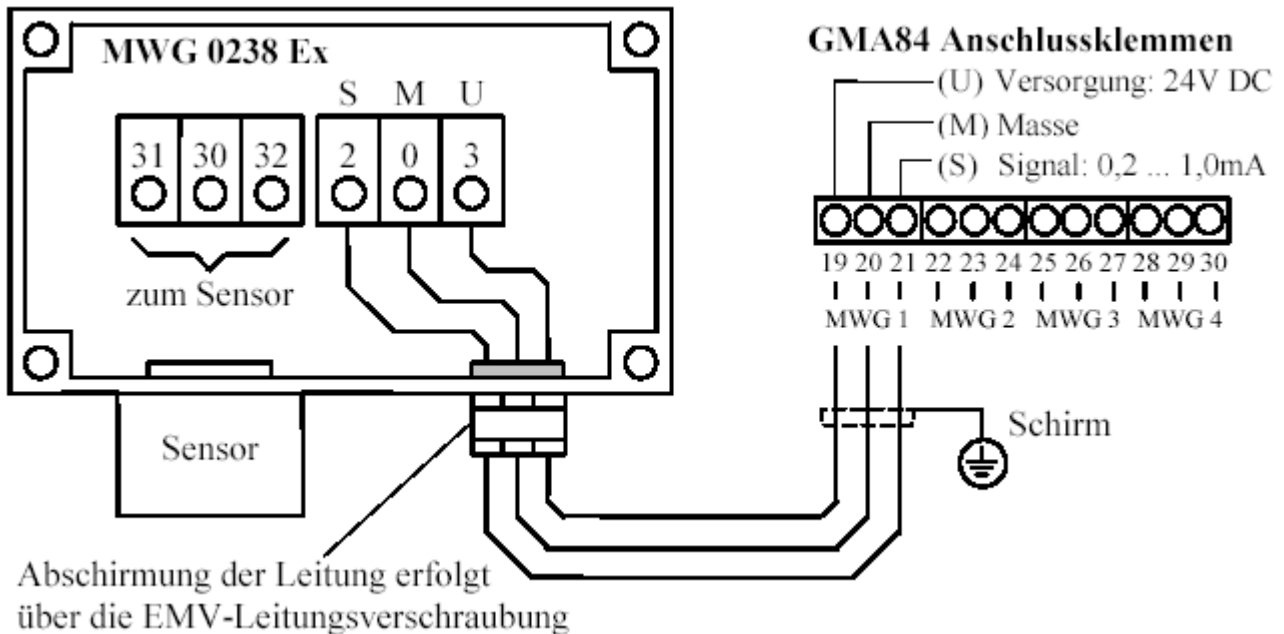 MWG 0238 Ex
S M U
31 30 32 2 0 3
zum Sensor
Sensor
Abschirmung der Leitung erfolgt
über die EMV-Leitungsverschraubung
GMA84 Anschlussklemmen
(U) Versorgung: 24V DC
(M) Masse
(S) Signal: 0,2 ... 1,0mA
19 20 21 22 23 24 25 26 27 28 29 30
MWG 1 MWG 2 MWG 3 MWG 4
Schirm